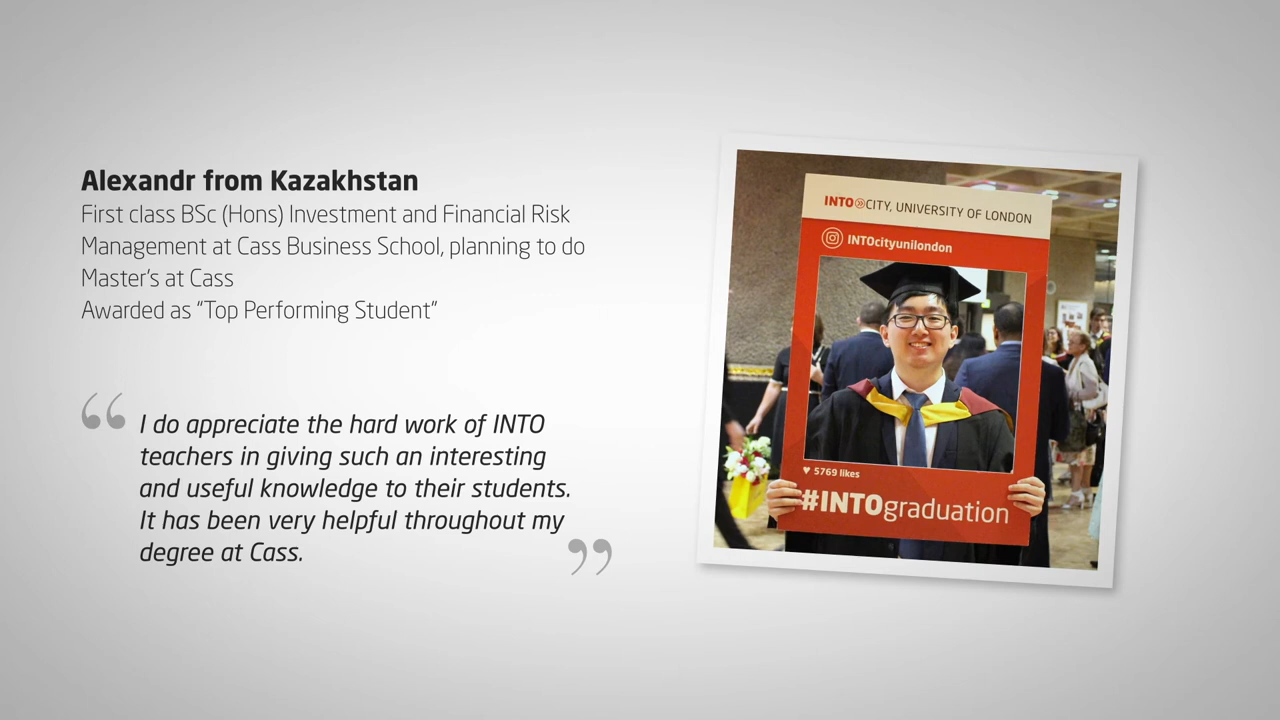 Alexandr from Kazakhstan
First class BSc (Hons) Investment and Financial Risk
Management at Cass Business School, planning to do
Master's at Cass
Awarded as "Top Performing Student"
“I do appreciate the hard work of INTO
teachers in giving such an interesting
and useful knowledge to their students.
It has been very helpful throughout my
degree at Cass.”
INTO»CITY, UNIVERSITY OF LONDON
INTOcityunilondon
♥ 5769 likes
#INTOgraduation